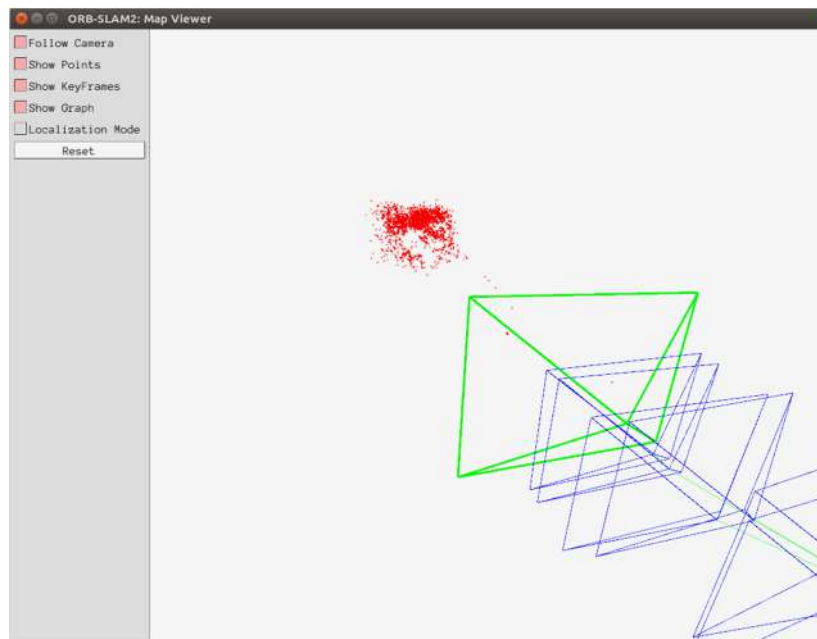 ORB-SLAM2: Map Viewer
Follow Camera
Show Points
Show KeyFrames
Show Graph
Localization Mode
Reset